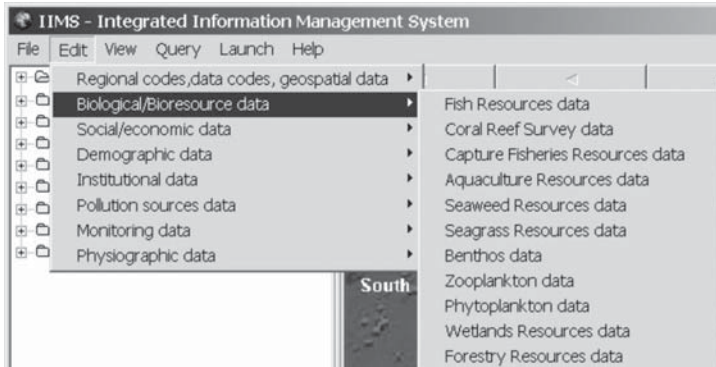 IIMS - Integrated Information Management System
File Edit View Query Launch Help
Regional codes,data codes, geospatial data
Biological/Bioresource data
Social/economic data
Demographic data
Institutional data
Pollution sources data
Monitoring data
Physiographic data
Fish Resources data
Coral Reef Survey data
Capture Fisheries Resources data
Aquaculture Resources data
Seaweed Resources data
Seagrass Resources data
Benthos data
Zooplankton data
Phytoplankton data
Wetlands Resources data
Forestry Resources data
South